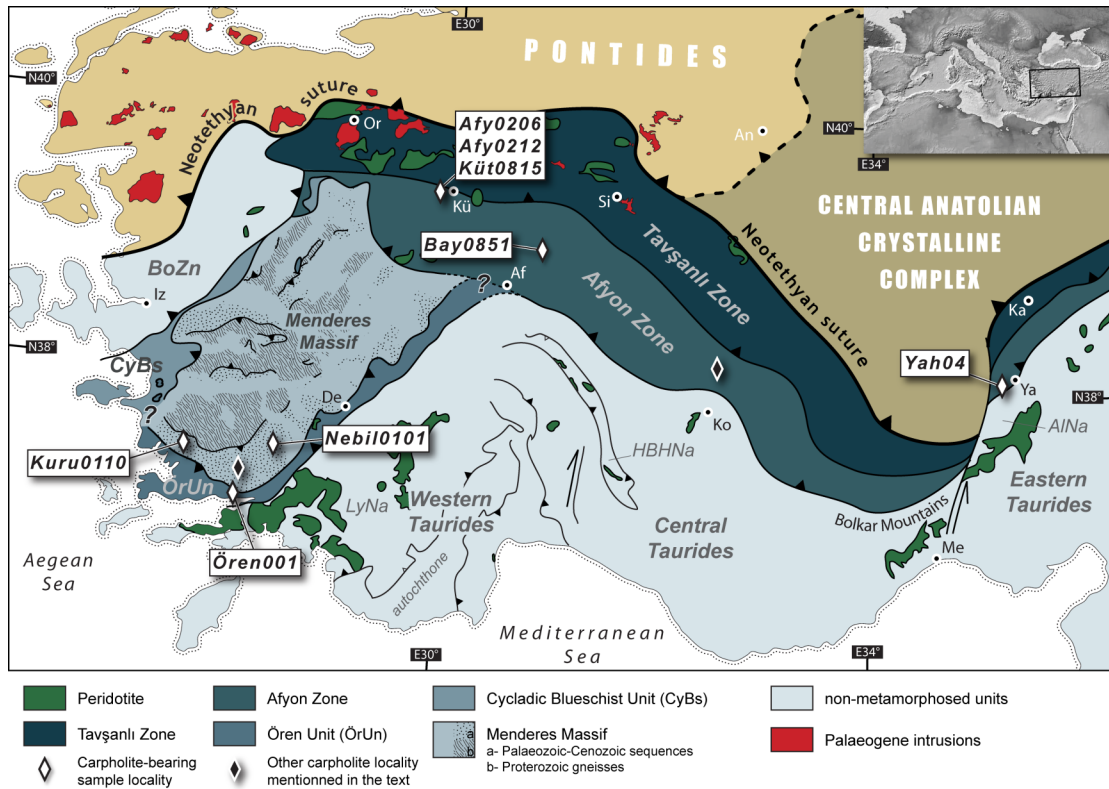 E30°
PONTIDES
N40°
Neotethyan suture
Or
Afy0206
Afy0212
Küt0815
An
N40°
E34°
Kü
Si
CENTRAL ANATOLIAN
CRYSTALLINE
COMPLEX
Bay0851
Tavşanlı Zone
Neotethyan suture
BoZn
Iz
?
Af
Afyon Zone
Ka
Menderes
Massif
N38°
CyBs
Yah04
Ya
N38°
?
De
Ko
AlNa
Kuru0110
Nebil0101
HBHNa
ÖrUn
LyNa
Western
Taurides
Eastern
Taurides
Central
Taurides
Bolkar Mountains
Ören001
Me
Aegean
Sea
autochthone
Mediterranean
Sea
E30°
E34°
Peridotite
Afyon Zone
Cycladic Blueschist Unit (CyBs)
non-metamorphosed units
Tavşanlı Zone
Ören Unit (ÖrUn)
a
b
Menderes Massif
a- Palaeozoic-Cenozoic sequences
b- Proterozoic gneisses
Palaeogene intrusions
Carpholite-bearing
sample locality
Other carpholite locality
mentionned in the text